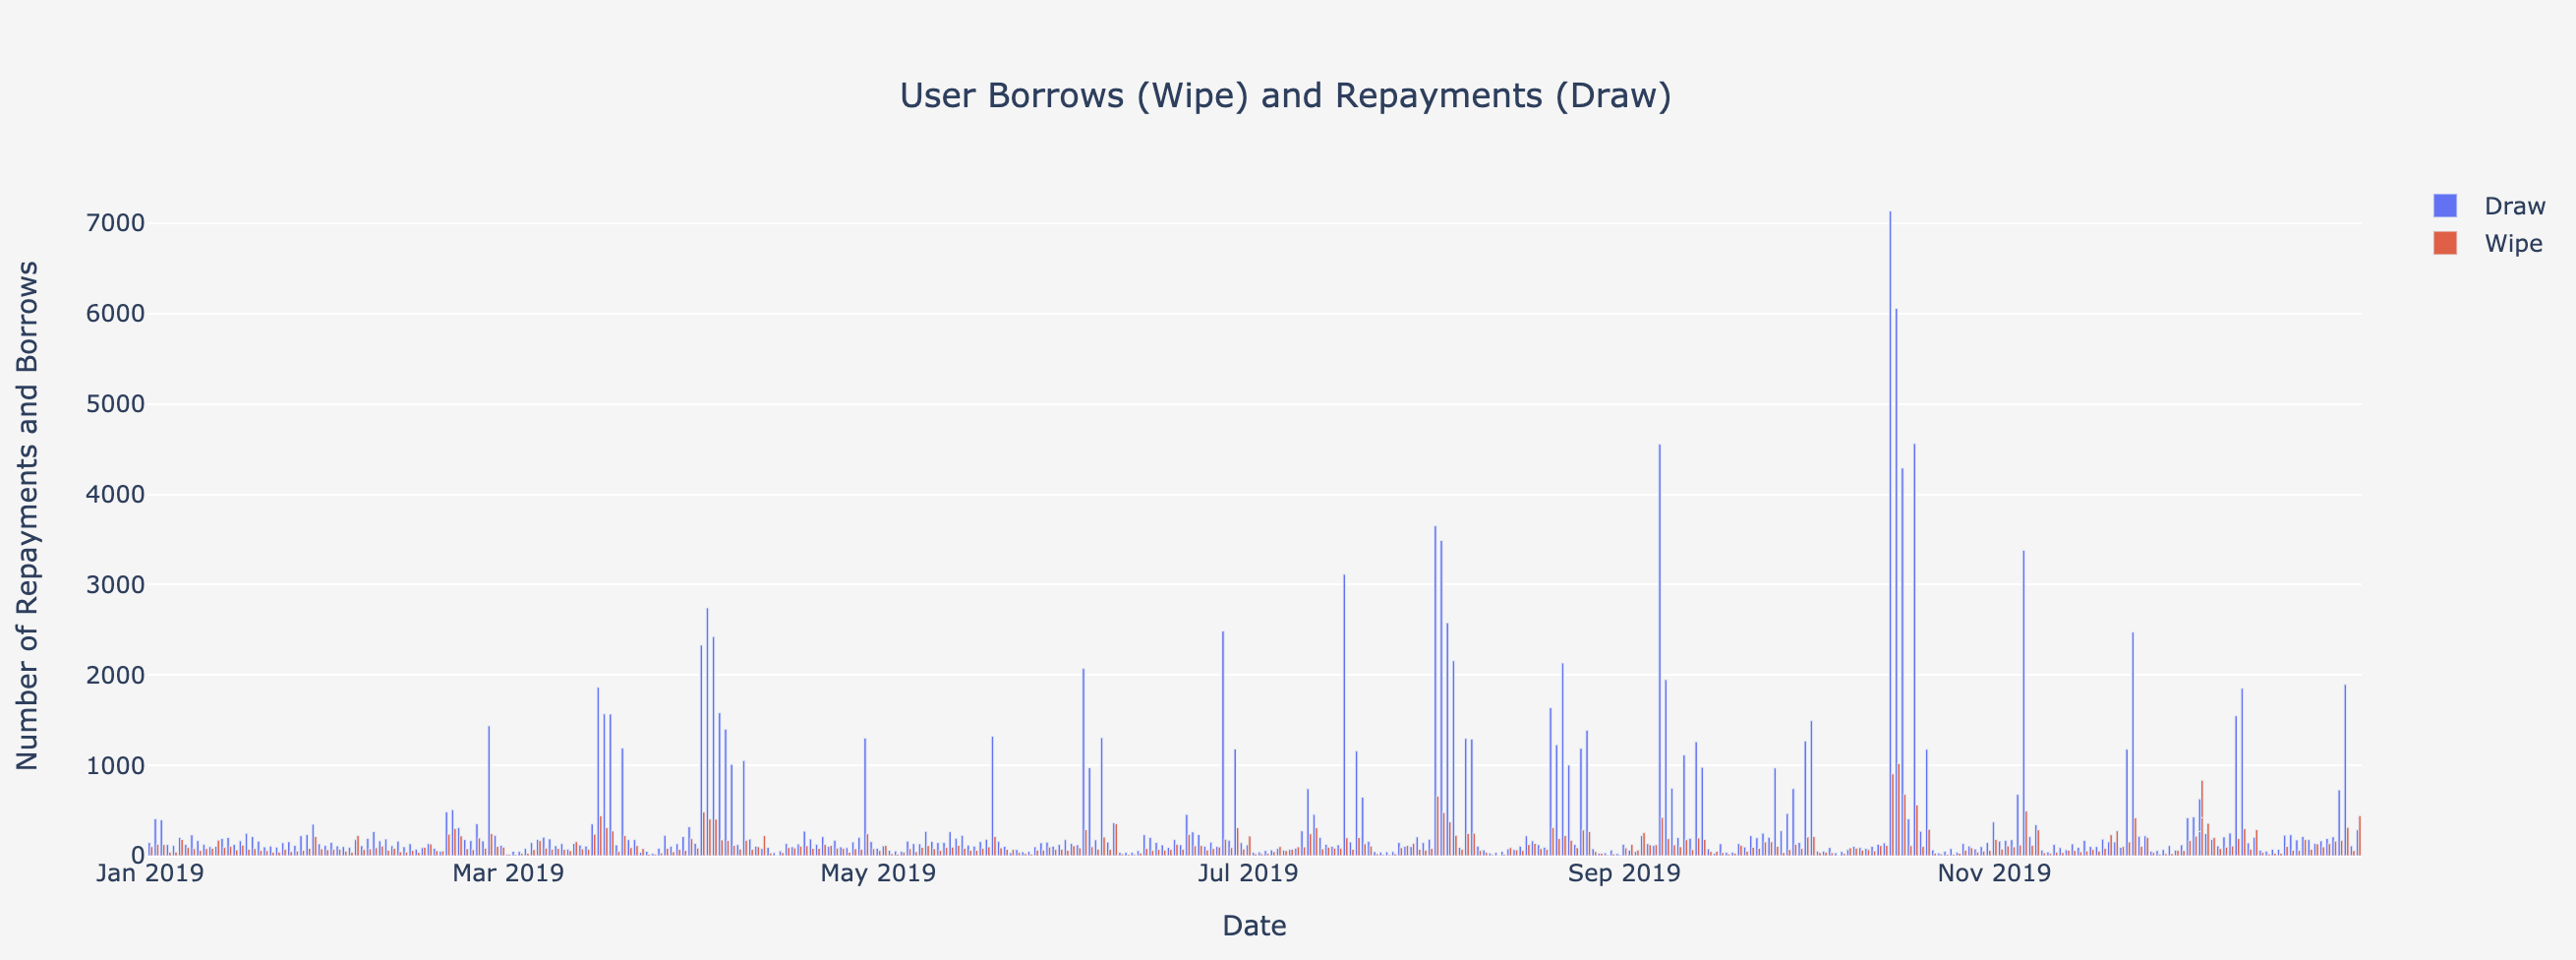 User Borrows (Wipe) and Repayments (Draw)
Draw
Wipe
Number of Repayments and Borrows
7000
6000
5000
4000
3000
2000
1000
0
Jan 2019 Mar 2019 May 2019 Jul 2019 Sep 2019 Nov 2019
Date